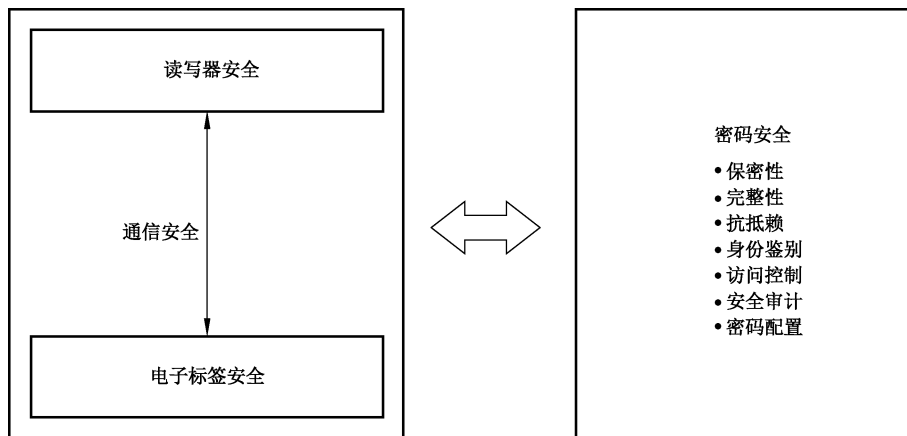 读写器安全
通信安全
电子标签安全
密码安全
•保密性
•完整性
•抗抵赖
•身份鉴别
•访问控制
•安全审计
•密码配置